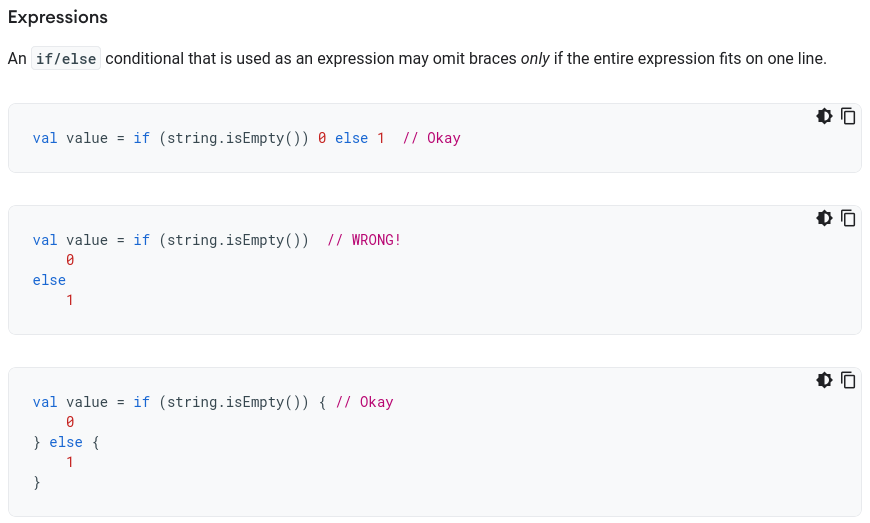 Expressions
An if/else conditional that is used as an expression may omit braces only if the entire expression fits on one line.
val value = if (string.isEmpty()) 0 else 1  // Okay
val value = if (string.isEmpty())  // WRONG!
    0
else
    1
val value = if (string.isEmpty()) { // Okay
    0
} else {
    1
}